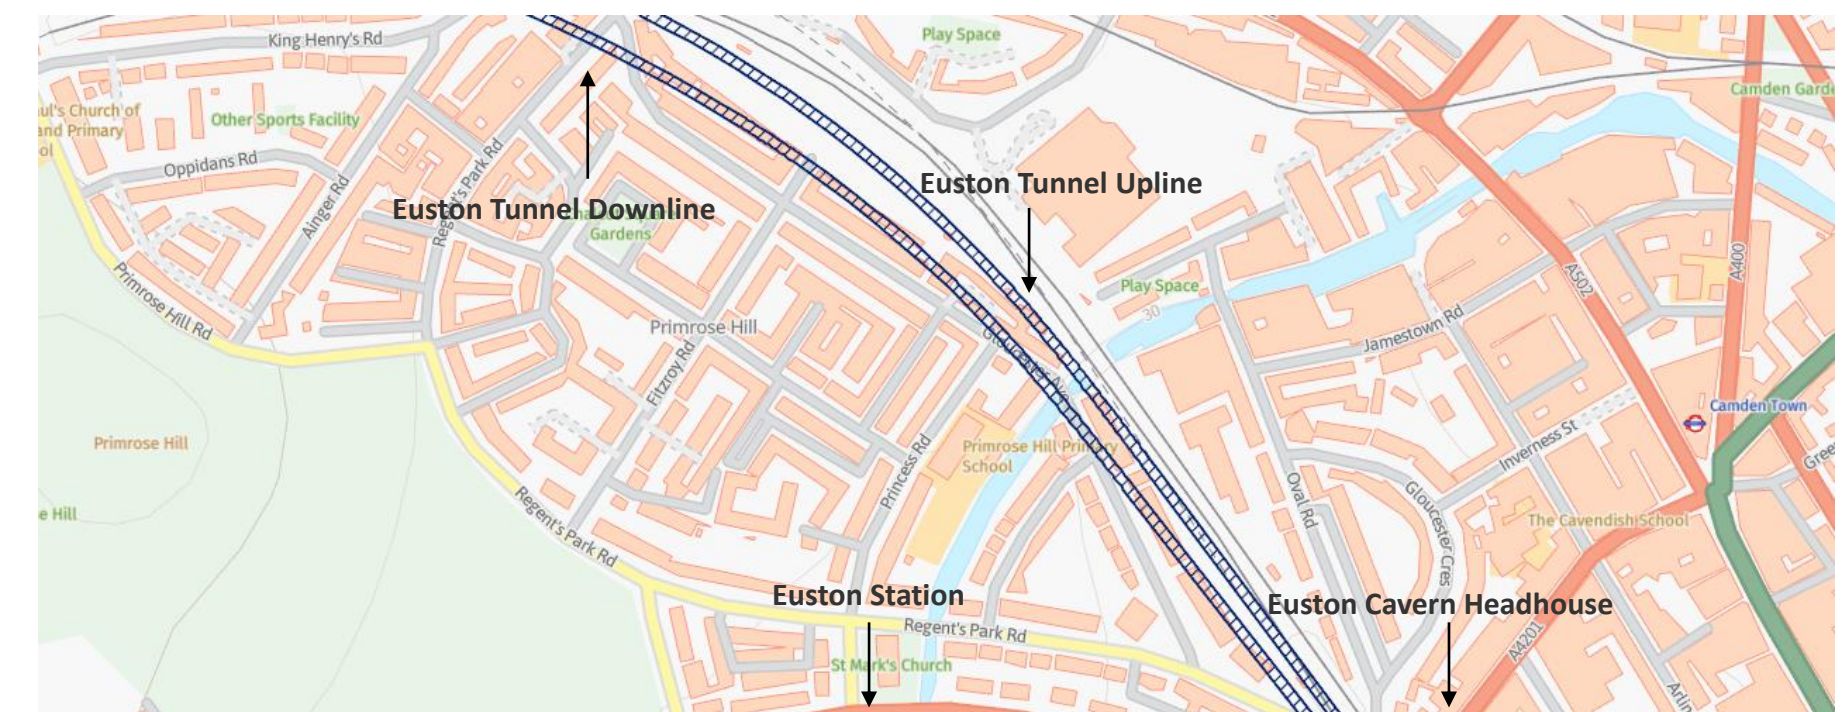 King Henry's Rd
Play Space
Camden Garde
ul's Church of
and Primary
ol
Other Sports Facility
Oppidans Rd
Ainger Rd
Regent's Park Rd
Euston Tunnel Upline
Euston Tunnel Downline
Gardens
A400
A502
Primrose Hill Rd
Play Space
30
Primrose Hill
Jamestown Rd
Gloucester Ave
Fitzroy Rd
Camden Town
Primrose Hill
Primrose Hill Primary
School
Princess Rd
Inverness St
Gree
e Hill
Regent's Park Rd
Oval Rd
Gloucester Cres
The Cavendish School
Euston Station
Euston Cavern Headhouse
Regent's Park Rd
A4201
St Mark's Church
Arlin